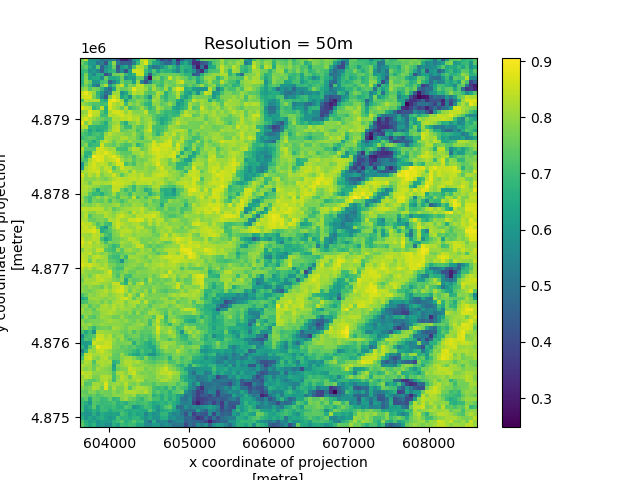 Resolution = 50m
1e6
4.879
4.878
4.877
4.876
4.875
y coordinate of projection
[metre]
604000 605000 606000 607000 608000
x coordinate of projection
[metre]
0.9
0.8
0.7
0.6
0.5
0.4
0.3